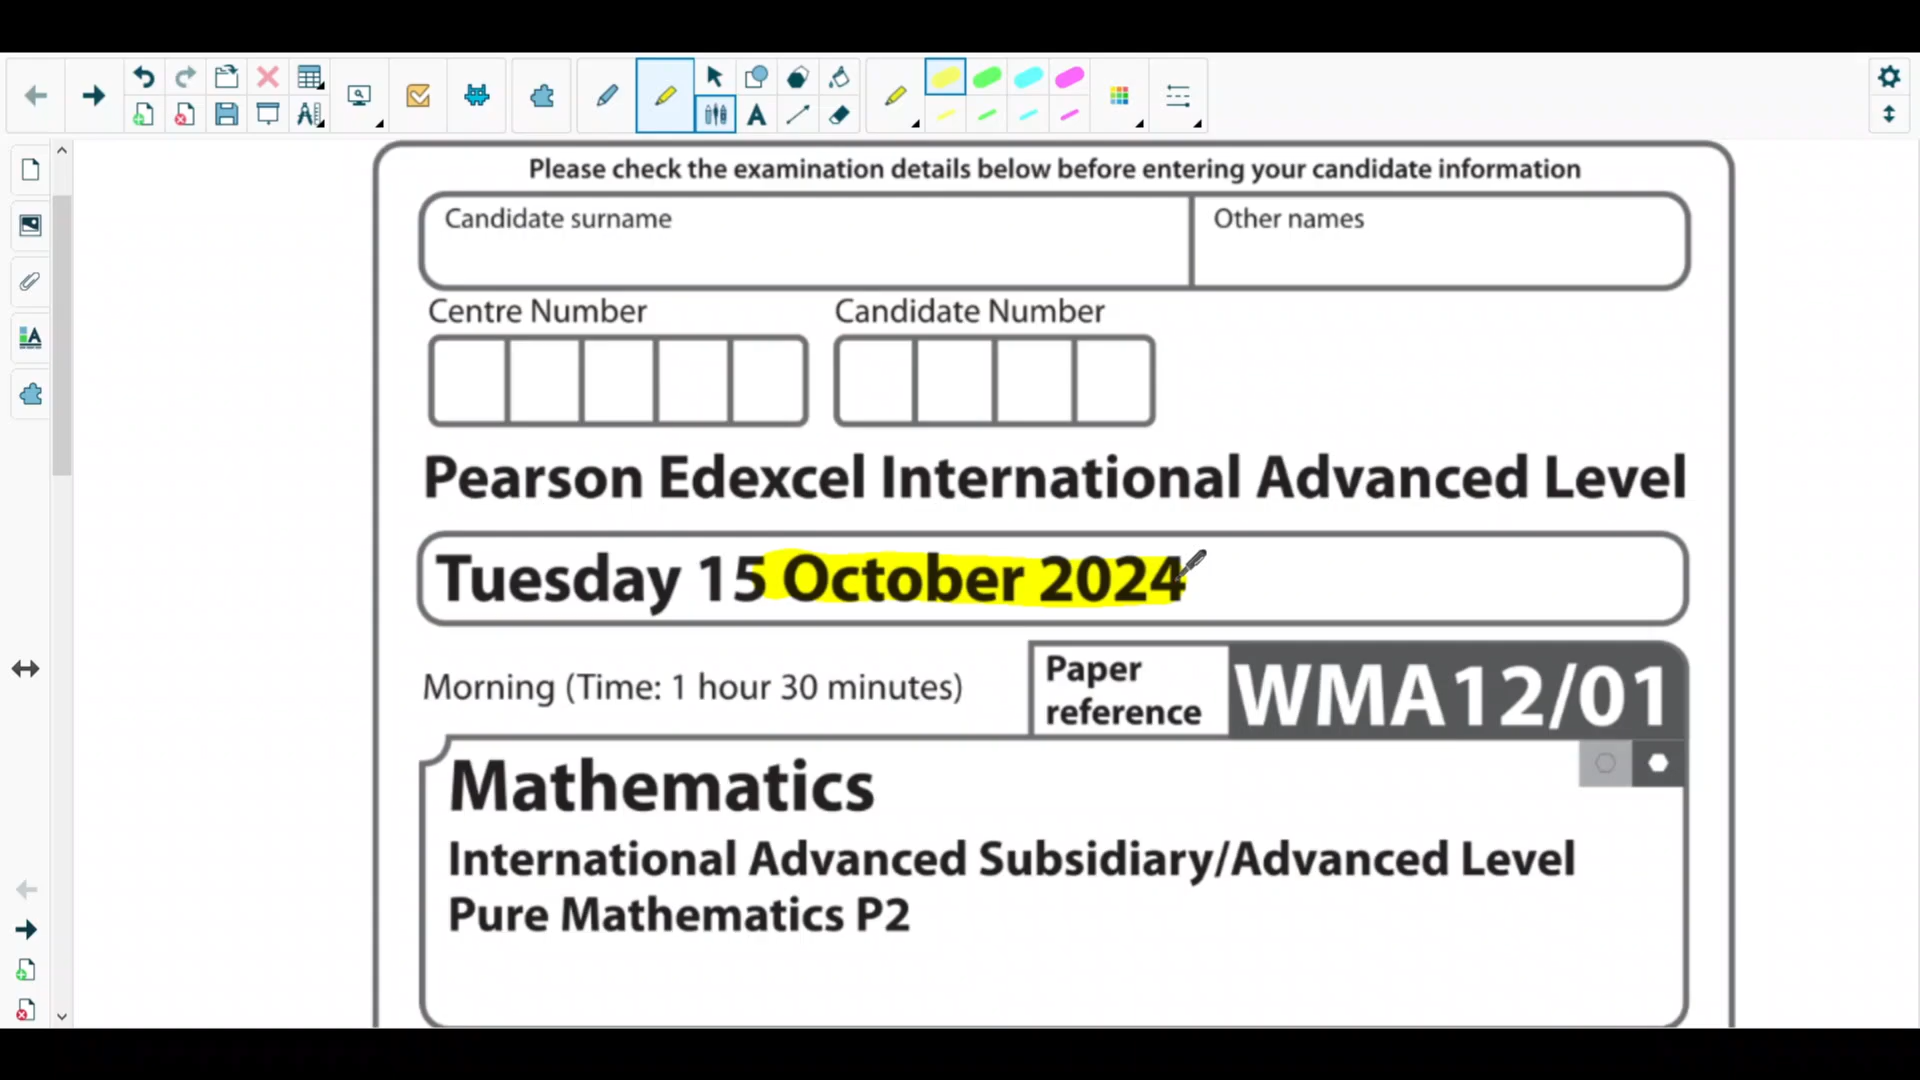 Please check the examination details below before entering your candidate information
Candidate surname
Other names
Centre Number
Candidate Number
Pearson Edexcel International Advanced Level
Tuesday 15 October 2024
Morning (Time: 1 hour 30 minutes)
Paper
reference
WMA12/01
Mathematics
International Advanced Subsidiary/Advanced Level
Pure Mathematics P2